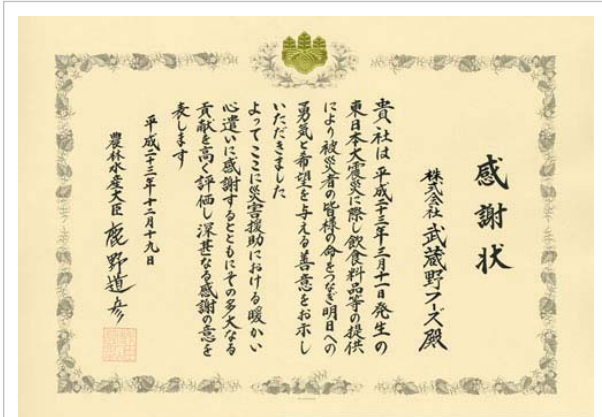 感謝状
株式会社 武蔵野フーズ殿
貴社は平成二十三年三月十一日発生の
東日本大震災に際し飲食料品等の提供
により被災者の皆様の命をつなぎ明日への
勇気と希望を与える善意をお示し
いただきました
よってここに災害援助における暖かい
心遣いに感謝するとともにその多大なる
貢献を高く評価し深甚なる感謝の意を
表します
平成二十三年十二月十九日
農林水産大臣 鹿野道彦